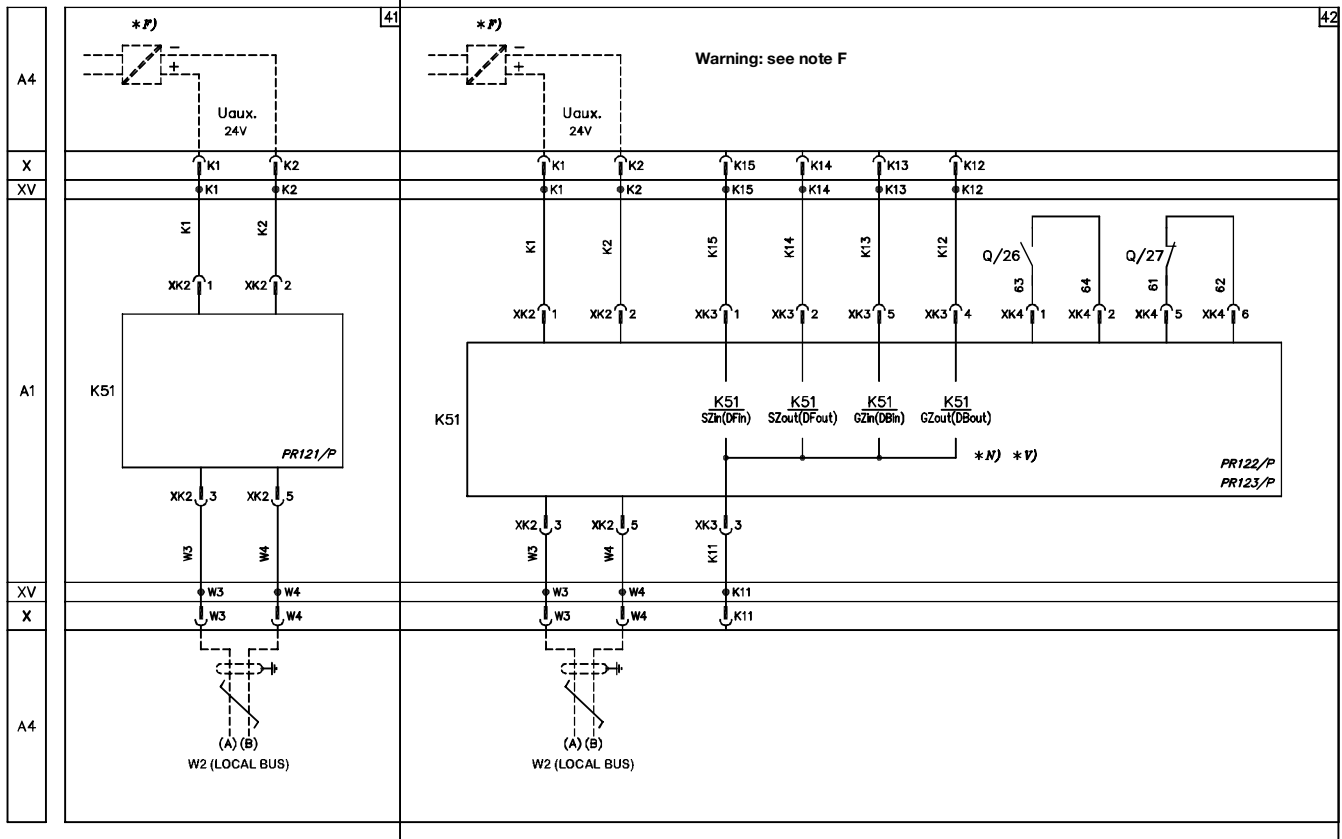 41
42
*F)
*F)
Warning: see note F
A4
− 
+
−
+
Uaux.
24V
Uaux.
24V
X
K1 K2 K1 K2 K15 K14 K13 K12
XV
K1 K2 K1 K2 K15 K14 K13 K12
K1 K2 K1 K2 K15 K14 K13 K12
Q/26 Q/27
63 64 61 62
XK2 1 XK2 2
XK2 1 XK2 2 XK3 1 XK3 2 XK3 5 XK3 4 XK4 1 XK4 2 XK4 5 XK4 6
A1
K51
K51
K51 K51 K51 K51
SZin(DFin) SZout(DFout) GZin(DBin) GZout(DBout)
PR121/P
*N) *V)
PR122/P
PR123/P
XK2 3 XK2 5
XK2 3 XK2 5 XK3 3
W3 W4 W3 W4 K11
XV
W3 W4 W3 W4 K11
X
W3 W4 W3 W4 K11
A4
(A) (B)
(A) (B)
W2 (LOCAL BUS)
W2 (LOCAL BUS)